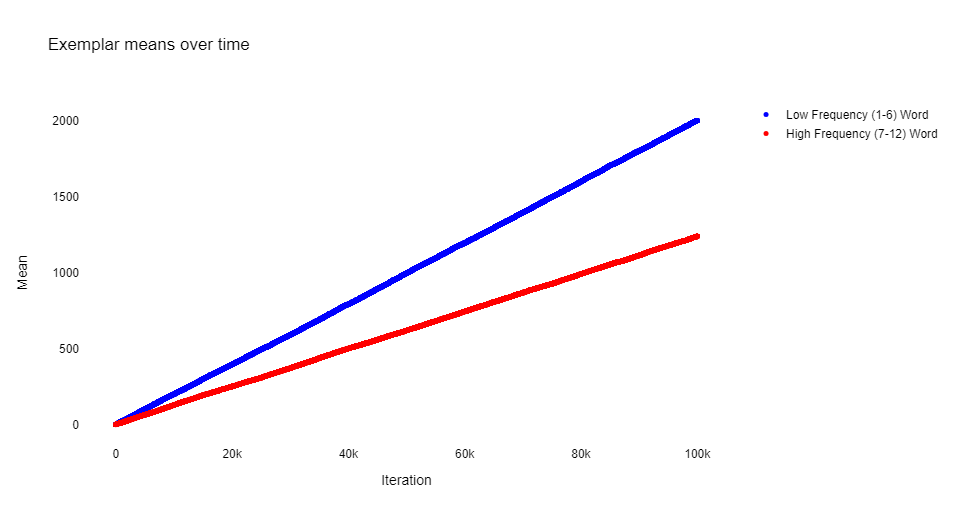 Exemplar means over time
Low Frequency (1-6) Word
High Frequency (7-12) Word
Mean
2000
1500
1000
500
0
0
20k
40k
60k
80k
100k
Iteration